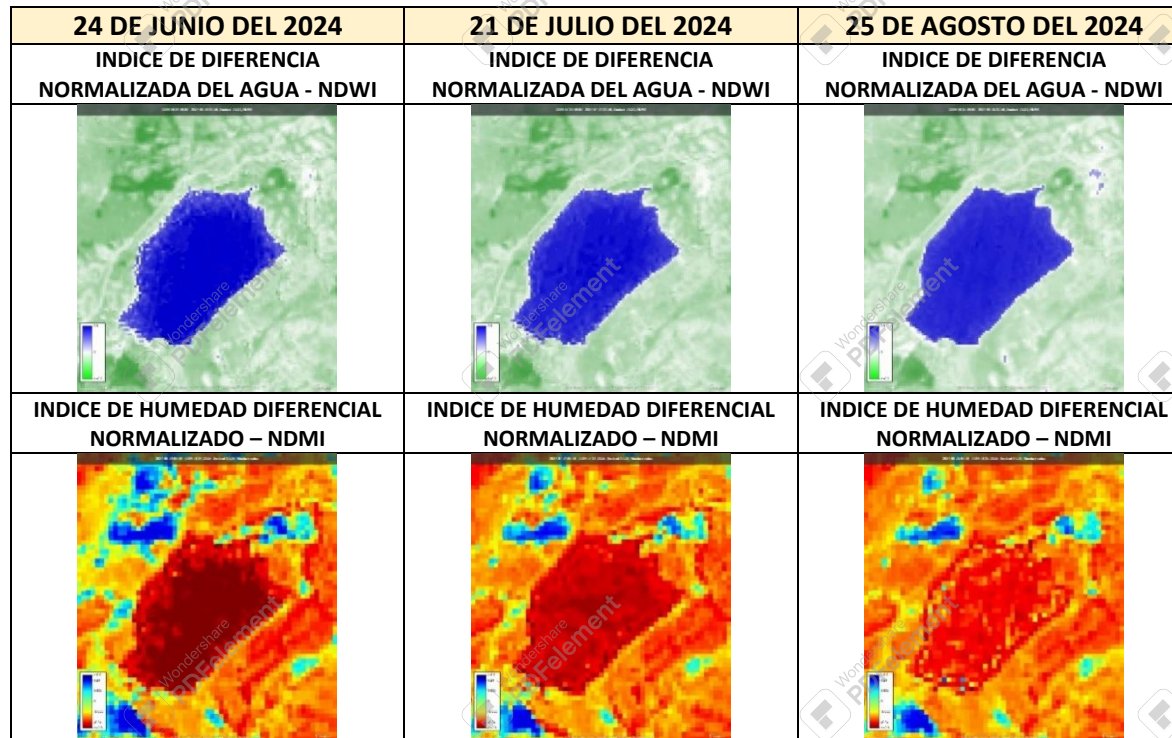 24 DE JUNIO DEL 2024
21 DE JULIO DEL 2024
25 DE AGOSTO DEL 2024
INDICE DE DIFERENCIA
NORMALIZADA DEL AGUA - NDWI
INDICE DE DIFERENCIA
NORMALIZADA DEL AGUA - NDWI
INDICE DE DIFERENCIA
NORMALIZADA DEL AGUA - NDWI
INDICE DE HUMEDAD DIFERENCIAL
NORMALIZADO – NDMI
INDICE DE HUMEDAD DIFERENCIAL
NORMALIZADO – NDMI
INDICE DE HUMEDAD DIFERENCIAL
NORMALIZADO – NDMI
Wondershare
PDFelement